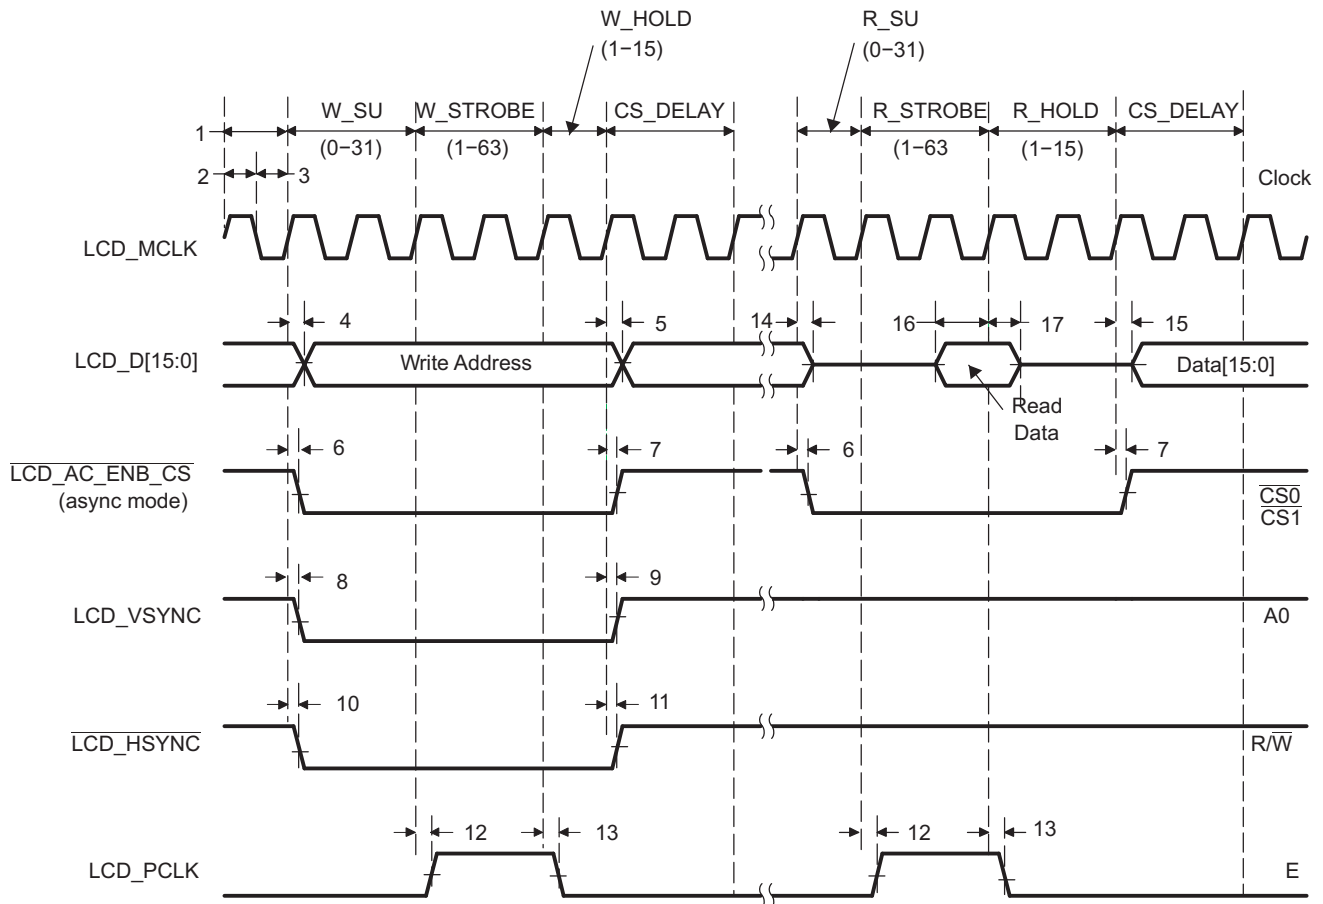 W_HOLD
(1−15)
R_SU
(0−31)
W_SU
W_STROBE
CS_DELAY
R_STROBE
R_HOLD
CS_DELAY
1
(0−31)
(1−63)
(1−63
(1−15)
2
3
Clock
LCD_MCLK
4
5
14
16
17
15
LCD_D[15:0]
Write Address
Data[15:0]
Read
Data
6
7
6
7
LCD_AC_ENB_CS
(async mode)
CS0
CS1
8
9
LCD_VSYNC
A0
10
11
LCD_HSYNC
R/W
12
13
12
13
LCD_PCLK
E